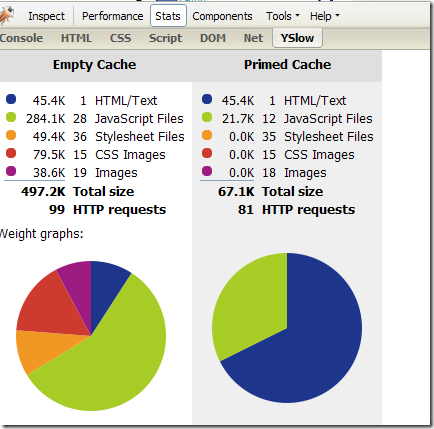 Inspect Performance Stats Components Tools Help
Console HTML CSS Script DOM Net YSlow
Empty Cache
45.4K 1 HTML/Text
284.1K 28 JavaScript Files
49.4K 36 Stylesheet Files
79.5K 15 CSS Images
38.6K 19 Images
497.2K Total size
99 HTTP requests
Weight graphs:
Primed Cache
45.4K 1 HTML/Text
21.7K 12 JavaScript Files
0.0K 35 Stylesheet Files
0.0K 15 CSS Images
0.0K 18 Images
67.1K Total size
81 HTTP requests